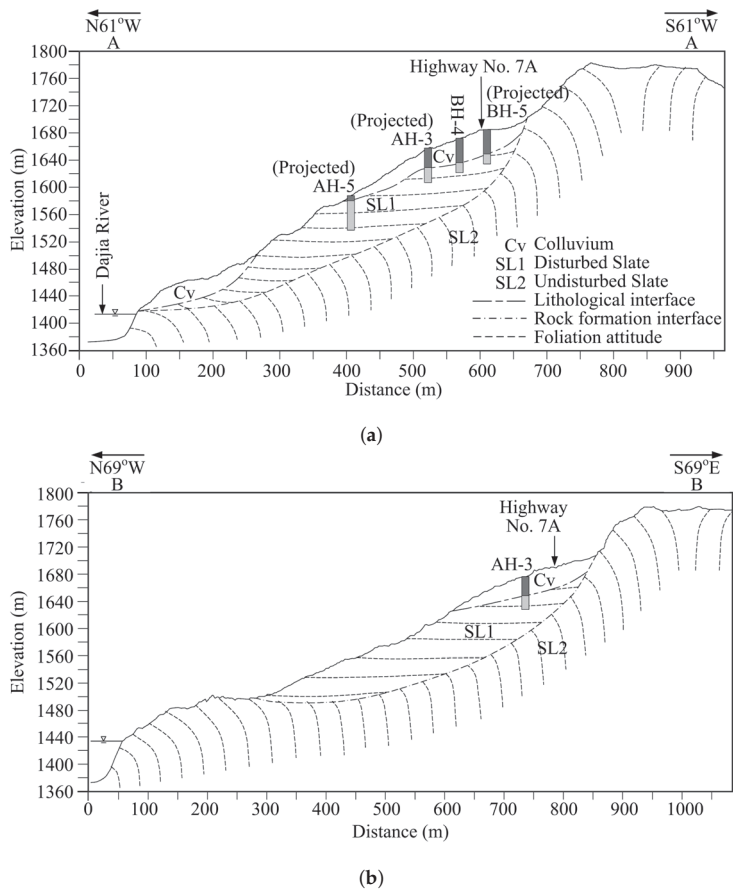 N61°W
A
S61°W
A
1800
1760
1720
1680
1640
1600
1560
1520
1480
1440
1400
1360
Elevation (m)
Highway No. 7A
(Projected)
BH-5
BH-4
(Projected)
AH-3
Cv
(Projected)
AH-5
SL1
SL2
Dajia River
Cv
Cv Colluvium
SL1 Disturbed Slate
SL2 Undisturbed Slate
Lithological interface
Rock formation interface
Foliation attitude
0 100 200 300 400 500 600 700 800 900
Distance (m)
(a)
N69°W
B
S69°E
B
1800
1760
1720
1680
1640
1600
1560
1520
1480
1440
1400
1360
Elevation (m)
Highway
No. 7A
AH-3
Cv
SL1
SL2
0 100 200 300 400 500 600 700 800 900 1000
Distance (m)
(b)